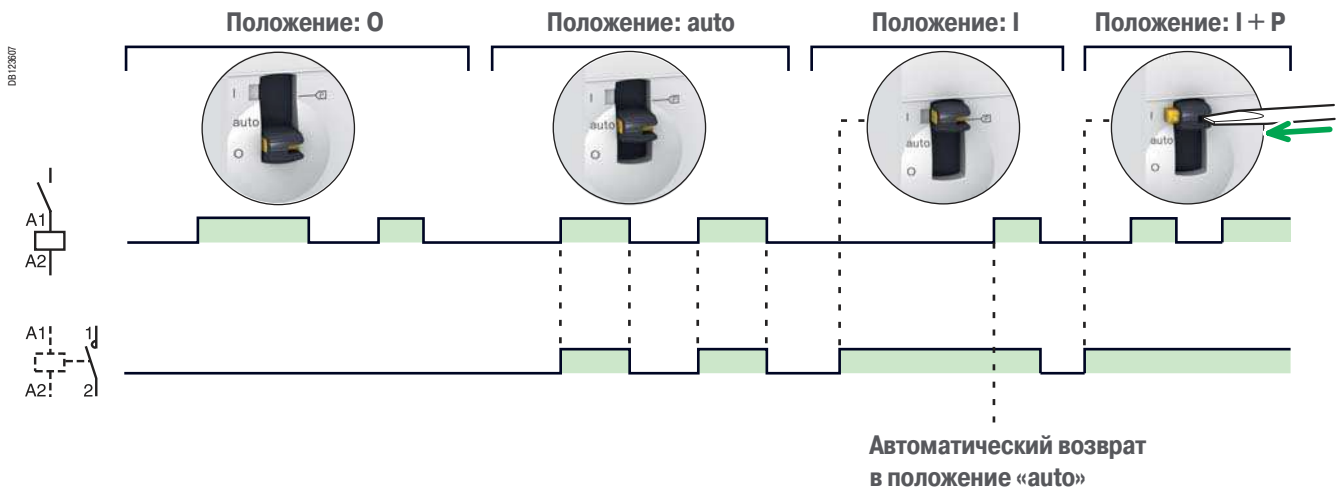 Положение: O
Положение: auto
Положение: I
Положение: I + P
DB123607
I
auto
O
I
auto
O
I
auto
O
I
auto
O
A1
A2
A1
1
A2
2
Автоматический возврат
в положение «auto»